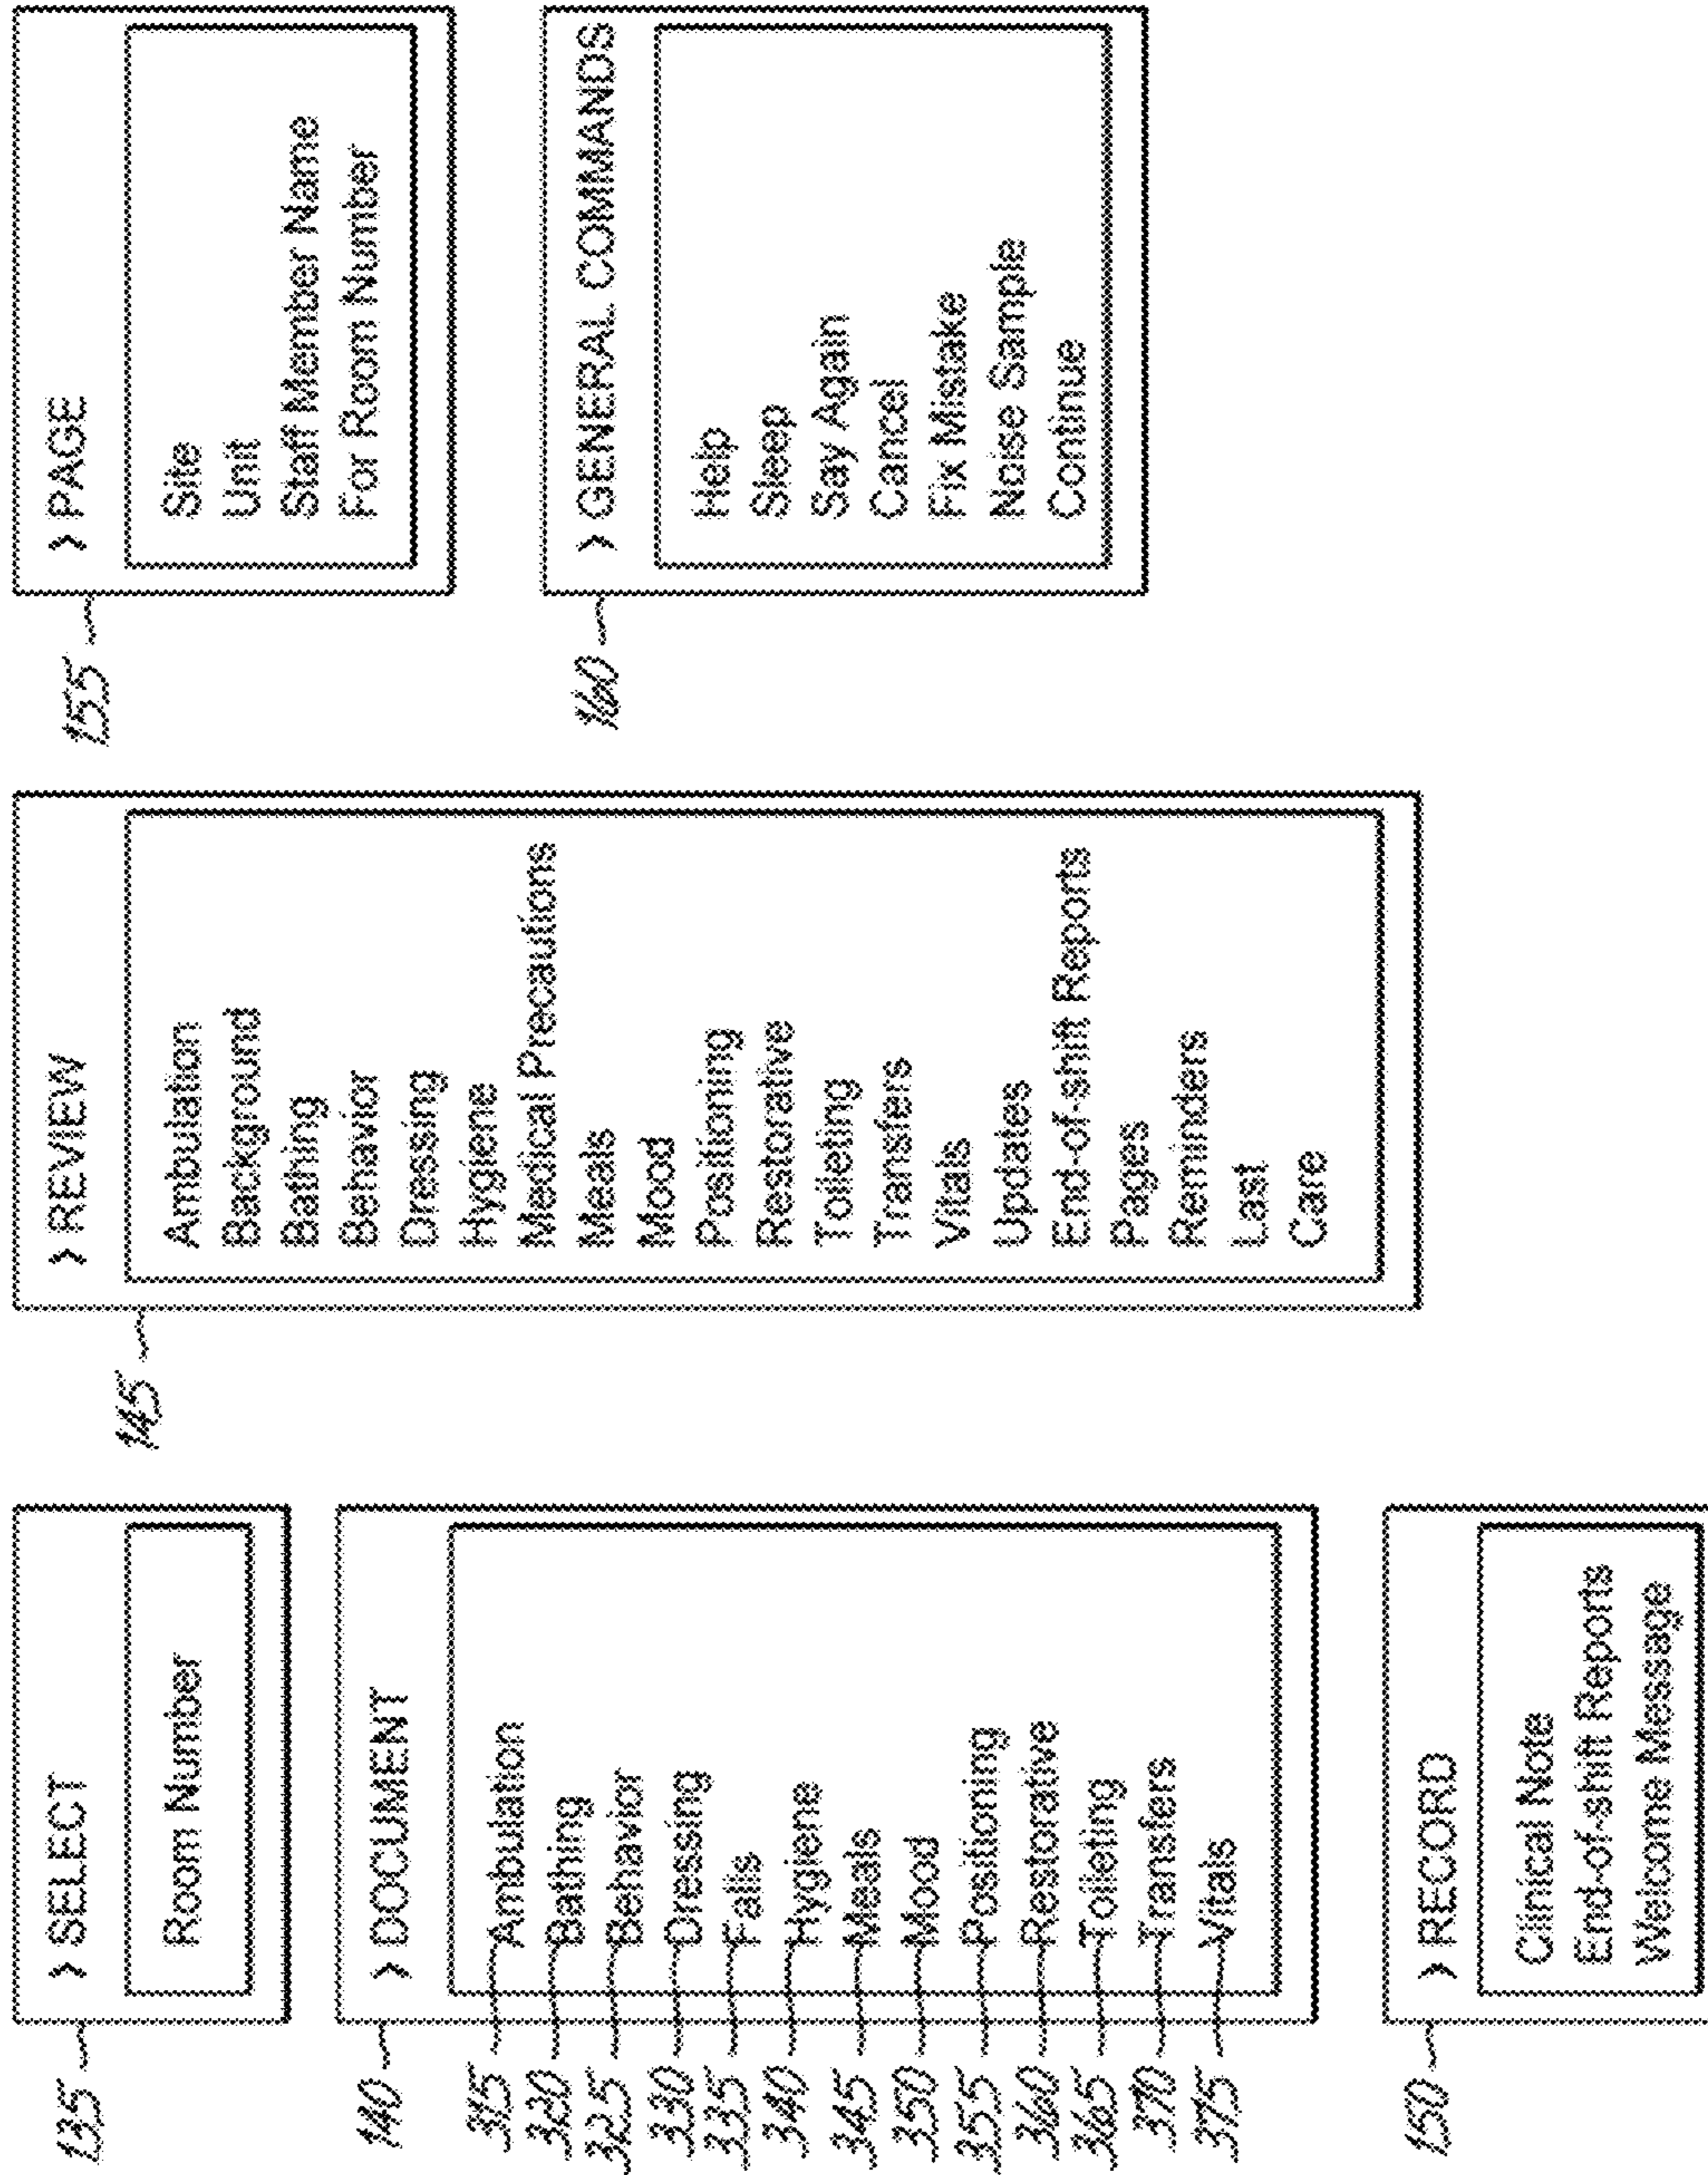 135
❯ SELECT
Room Number
140
❯ DOCUMENT
315 Ambulation
320 Bathing
325 Behavior
330 Dressing
335 Falls
340 Hygiene
345 Meals
350 Mood
355 Positioning
360 Restorative
365 Toileting
370 Transfers
375 Vitals
150
❯ RECORD
Clinical Note
End-of-shift Reports
Welcome Message
145
❯ REVIEW
Ambulation
Background
Bathing
Behavior
Dressing
Hygiene
Medical Precautions
Meals
Mood
Positioning
Restorative
Toileting
Transfers
Vitals
Updates
End-of-shift Reports
Pages
Reminders
Last
Care
155
❯ PAGE
Site
Unit
Staff Member Name
For Room Number
160
❯ GENERAL COMMANDS
Help
Sleep
Say Again
Cancel
Fix Mistake
Noise Sample
Continue